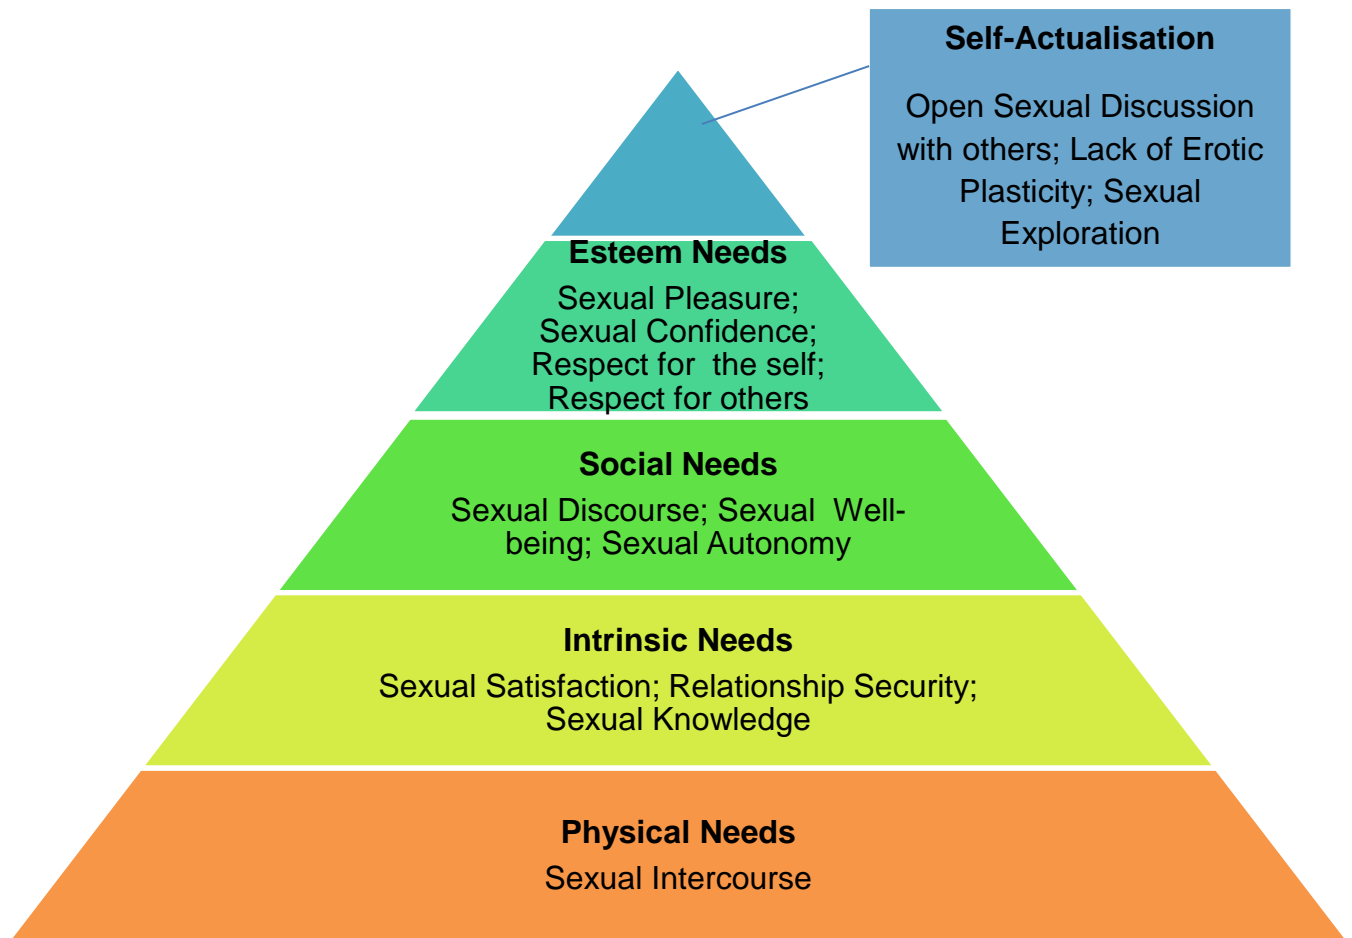 Self-Actualisation
Open Sexual Discussion
with others; Lack of Erotic
Plasticity; Sexual
Exploration
Esteem Needs
Sexual Pleasure;
Sexual Confidence;
Respect for  the self;
Respect for others
Social Needs
Sexual Discourse; Sexual  Well-
being; Sexual Autonomy
Intrinsic Needs
Sexual Satisfaction; Relationship Security;
Sexual Knowledge
Physical Needs
Sexual Intercourse